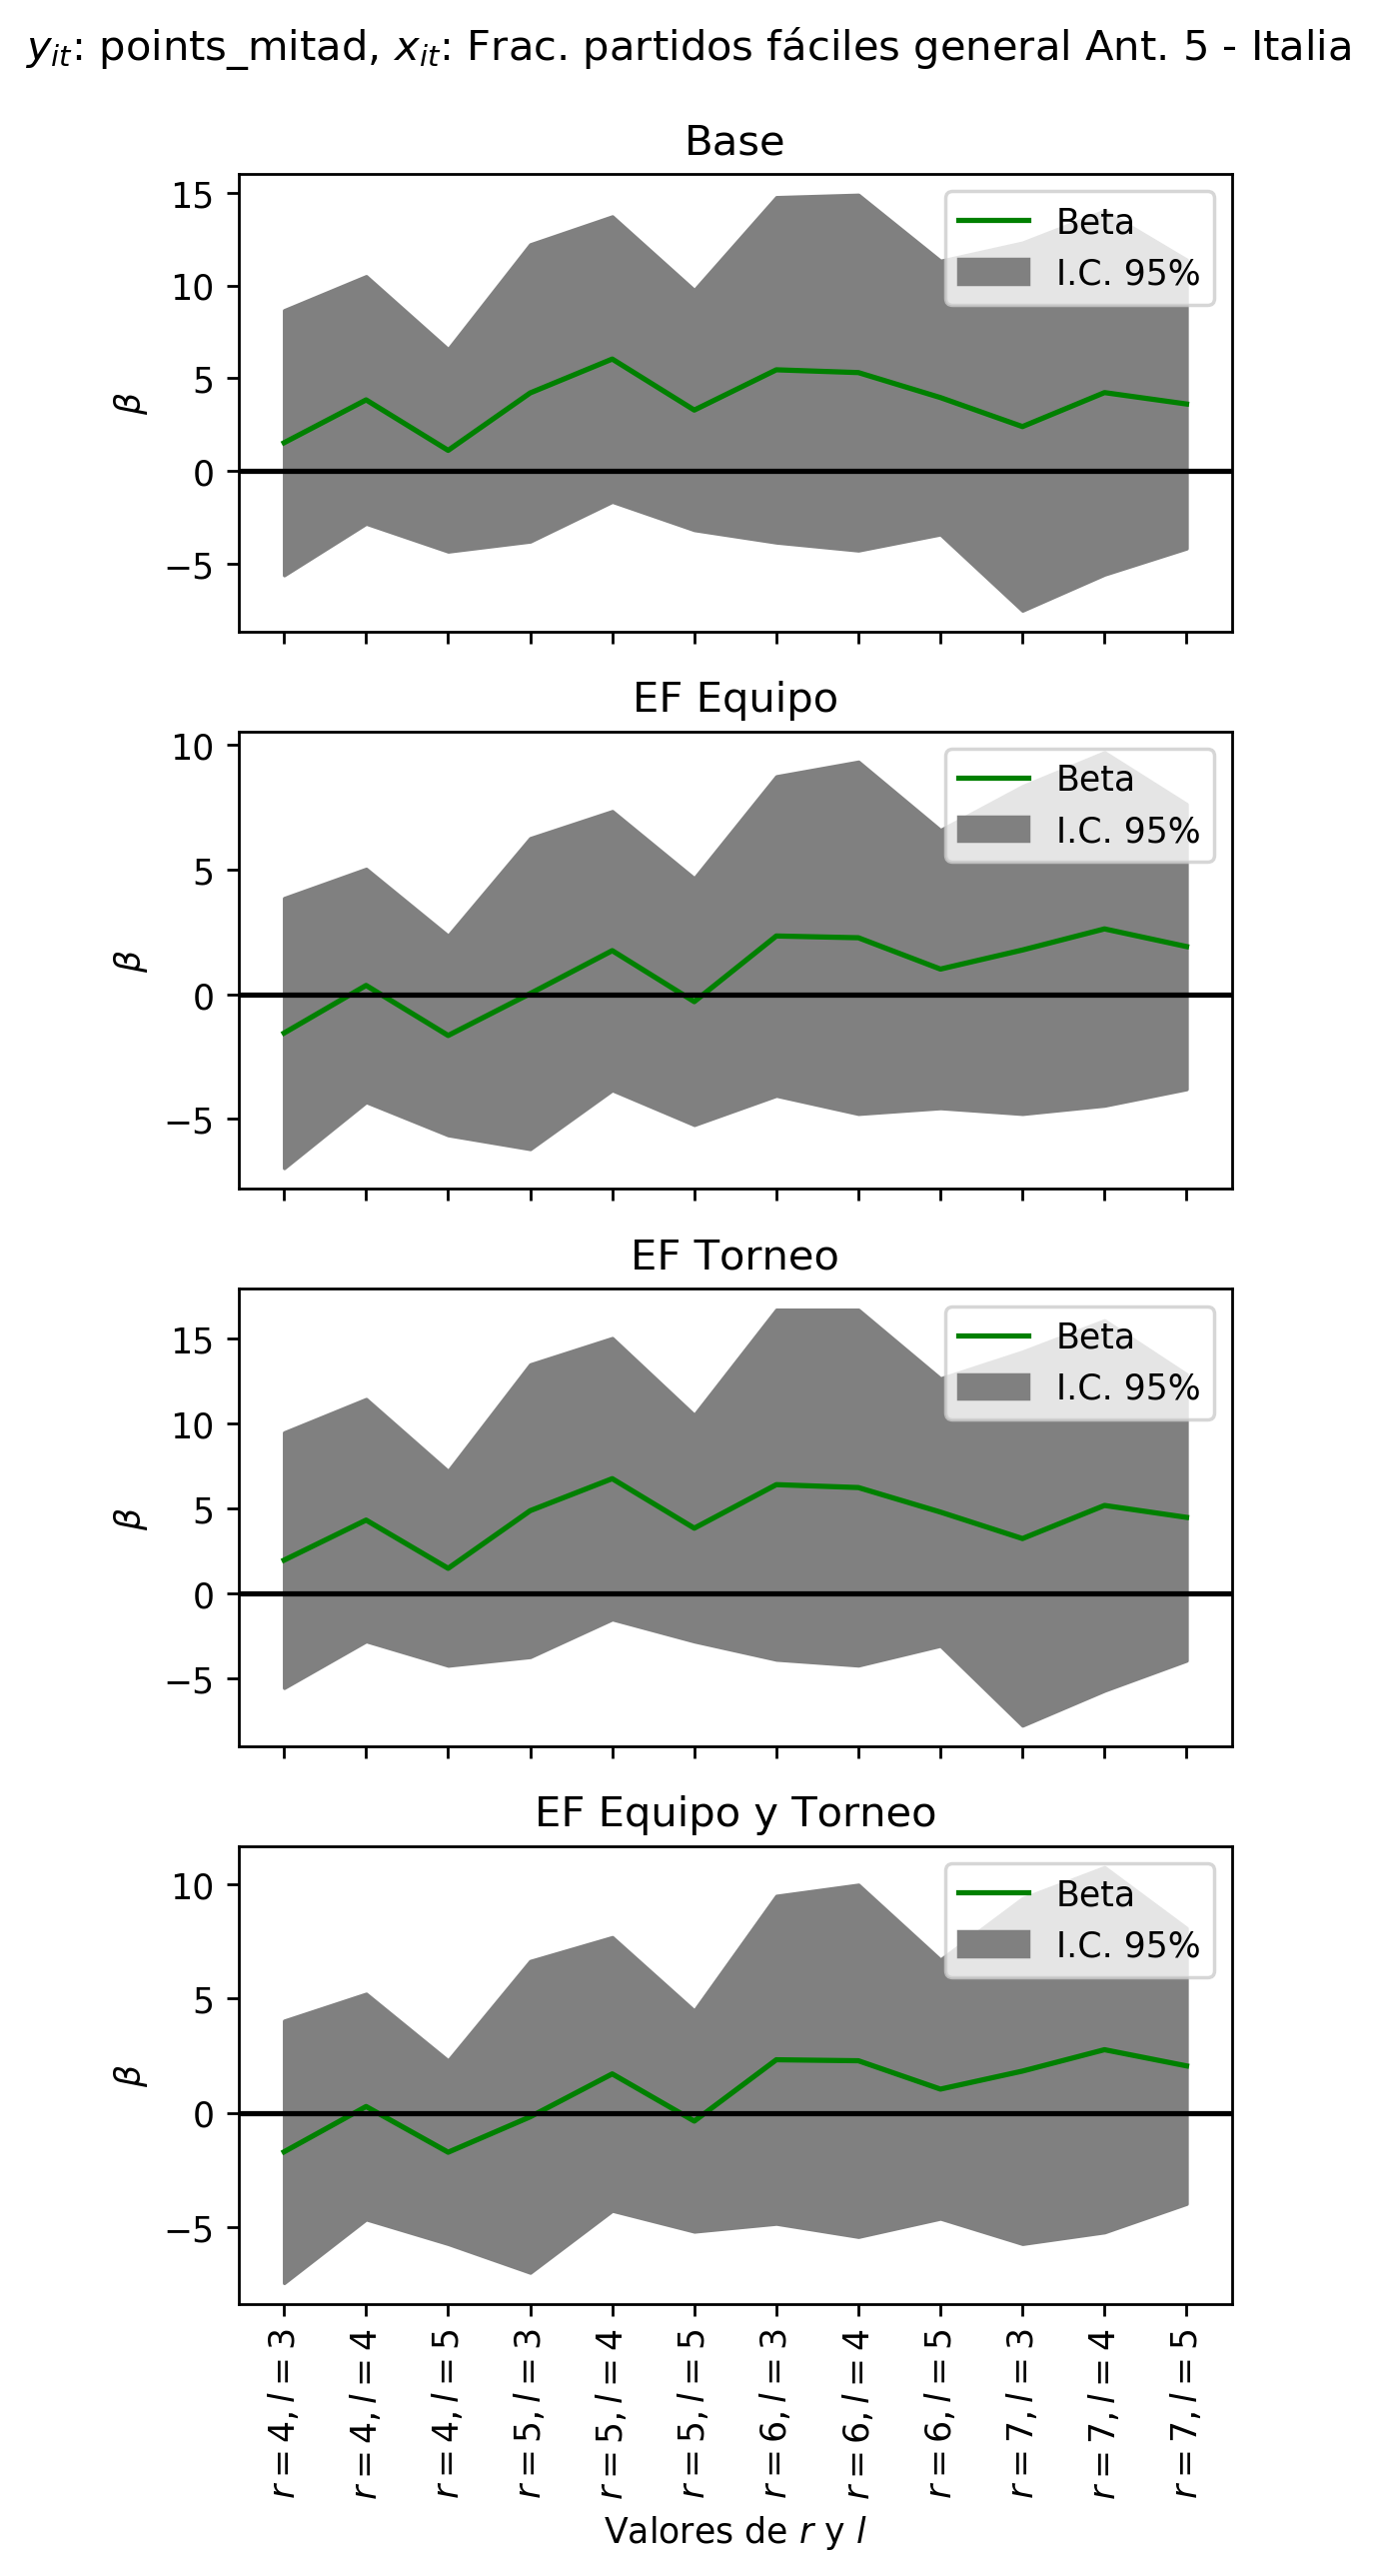 y_it: points_mitad, x_it: Frac. partidos fáciles general Ant. 5 - Italia
Base
15
10
5
0
−5
β
Beta
I.C. 95%
EF Equipo
10
5
0
−5
β
Beta
I.C. 95%
EF Torneo
15
10
5
0
−5
β
Beta
I.C. 95%
EF Equipo y Torneo
10
5
0
−5
β
Beta
I.C. 95%
r = 4, l = 3
r = 4, l = 4
r = 4, l = 5
r = 5, l = 3
r = 5, l = 4
r = 5, l = 5
r = 6, l = 3
r = 6, l = 4
r = 6, l = 5
r = 7, l = 3
r = 7, l = 4
r = 7, l = 5
Valores de r y l